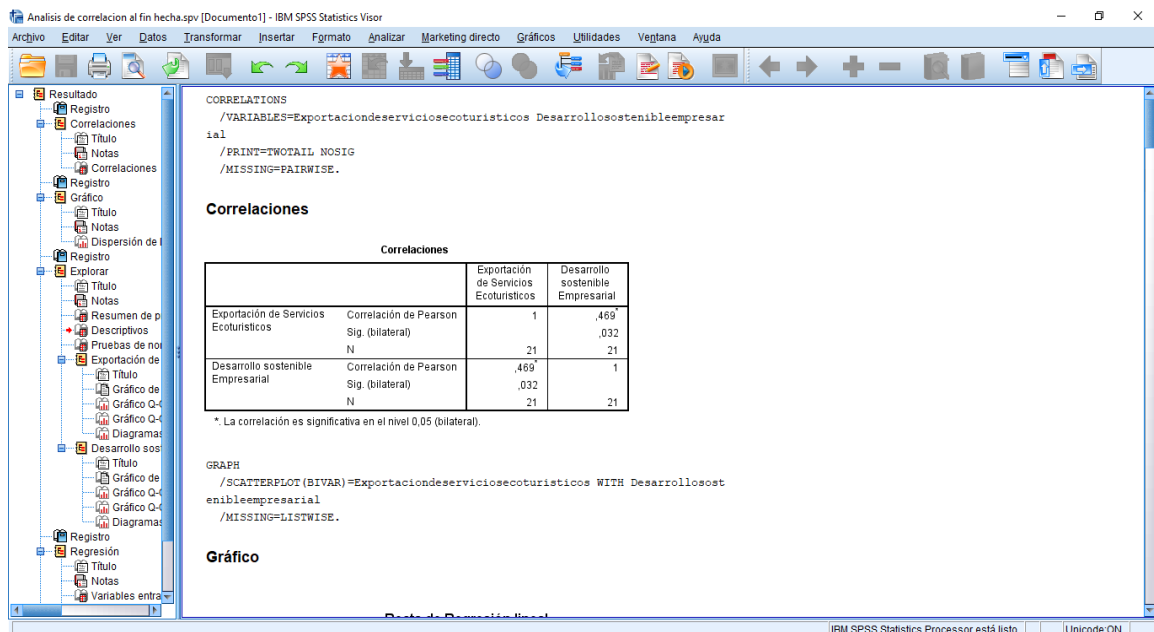 Analisis de correlacion al fin hecha.spv [Documento1] - IBM SPSS Statistics Visor
Archivo Editar Ver Datos Transformar Insertar Formato Analizar Marketing directo Gráficos Utilidades Ventana Ayuda
Resultado
Registro
Correlaciones
Título
Notas
Correlaciones
Registro
Gráfico
Título
Notas
Dispersión de
Registro
Explorar
Título
Notas
Resumen de p
Descriptivos
Pruebas de nor
Exportación de
Título
Gráfico de
Gráfico Q-
Gráfico Q-
Diagramas
Desarrollo sos
Título
Gráfico de
Gráfico Q-
Gráfico Q-
Diagramas
Registro
Regresión
Título
Notas
Variables entra
CORRELATIONS
/VARIABLES=Exportaciondeserviciosecoturisticos Desarrollosostenibleempresar
ial
/PRINT=TWOTAIL NOSIG
/MISSING=PAIRWISE.
Correlaciones
Correlaciones
Exportación de Servicios Ecoturisticos Desarrollo sostenible Empresarial
Exportación de Servicios Ecoturisticos Correlación de Pearson 1 ,469*
Sig. (bilateral) ,032
N 21 21
Desarrollo sostenible Empresarial Correlación de Pearson ,469* 1
Sig. (bilateral) ,032
N 21 21
*. La correlación es significativa en el nivel 0,05 (bilateral).
GRAPH
/SCATTERPLOT(BIVAR)=Exportaciondeserviciosecoturisticos WITH Desarrollosost
enibleempresarial
/MISSING=LISTWISE.
Gráfico
Recta de Regresión lineal
IBM SPSS Statistics Processor está listo Unicode:ON